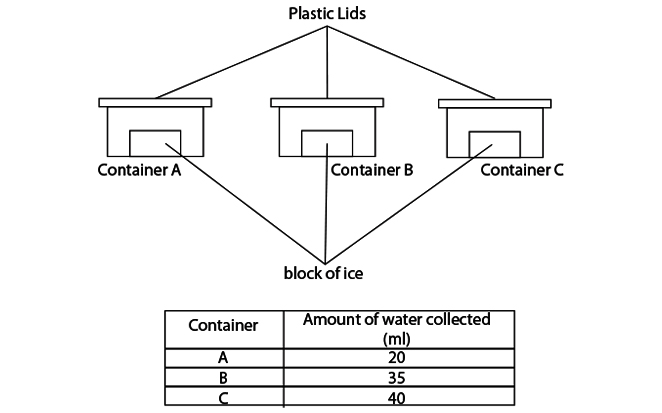 Plastic Lids
Container A
Container B
Container C
block of ice
Container Amount of water collected
(ml)
A 20
B 35
C 40